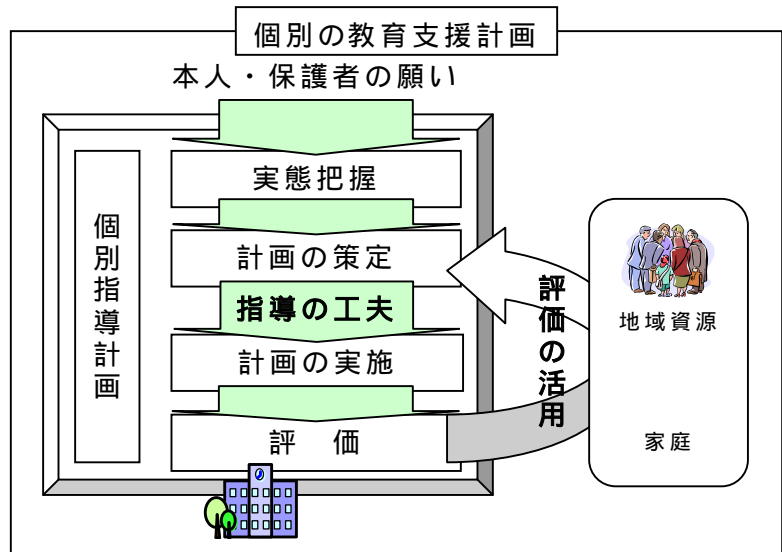 個別の教育支援計画
本人・保護者の願い
個別指導計画
実態把握
計画の策定
指導の工夫
計画の実施
評　価
評価の活用
地域資源
家庭